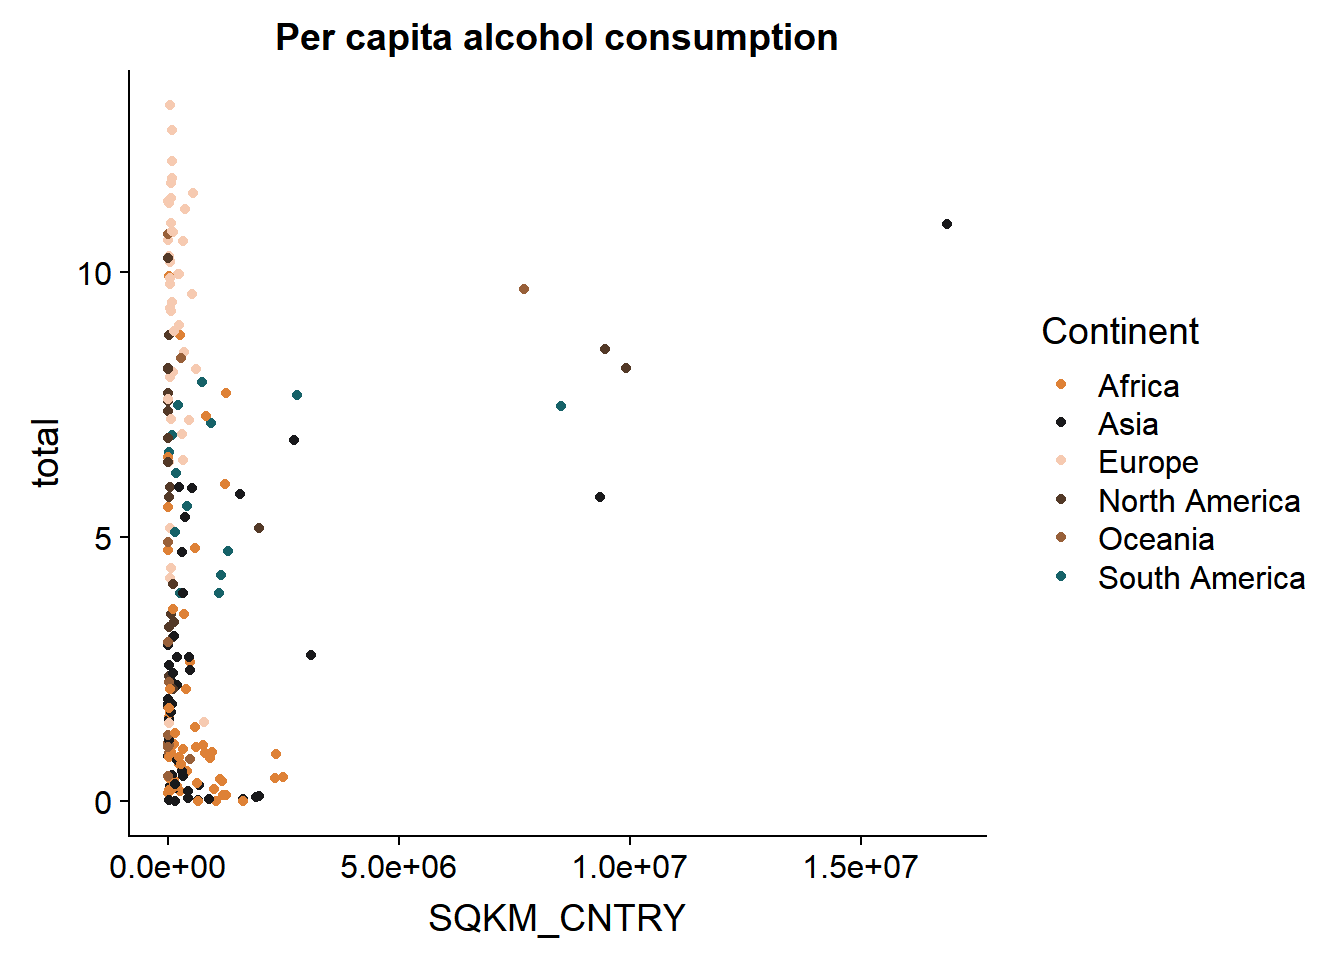 Per capita alcohol consumption
total
10
5
0
0.0e+00 5.0e+06 1.0e+07 1.5e+07
SQKM_CNTRY
Continent
Africa
Asia
Europe
North America
Oceania
South America